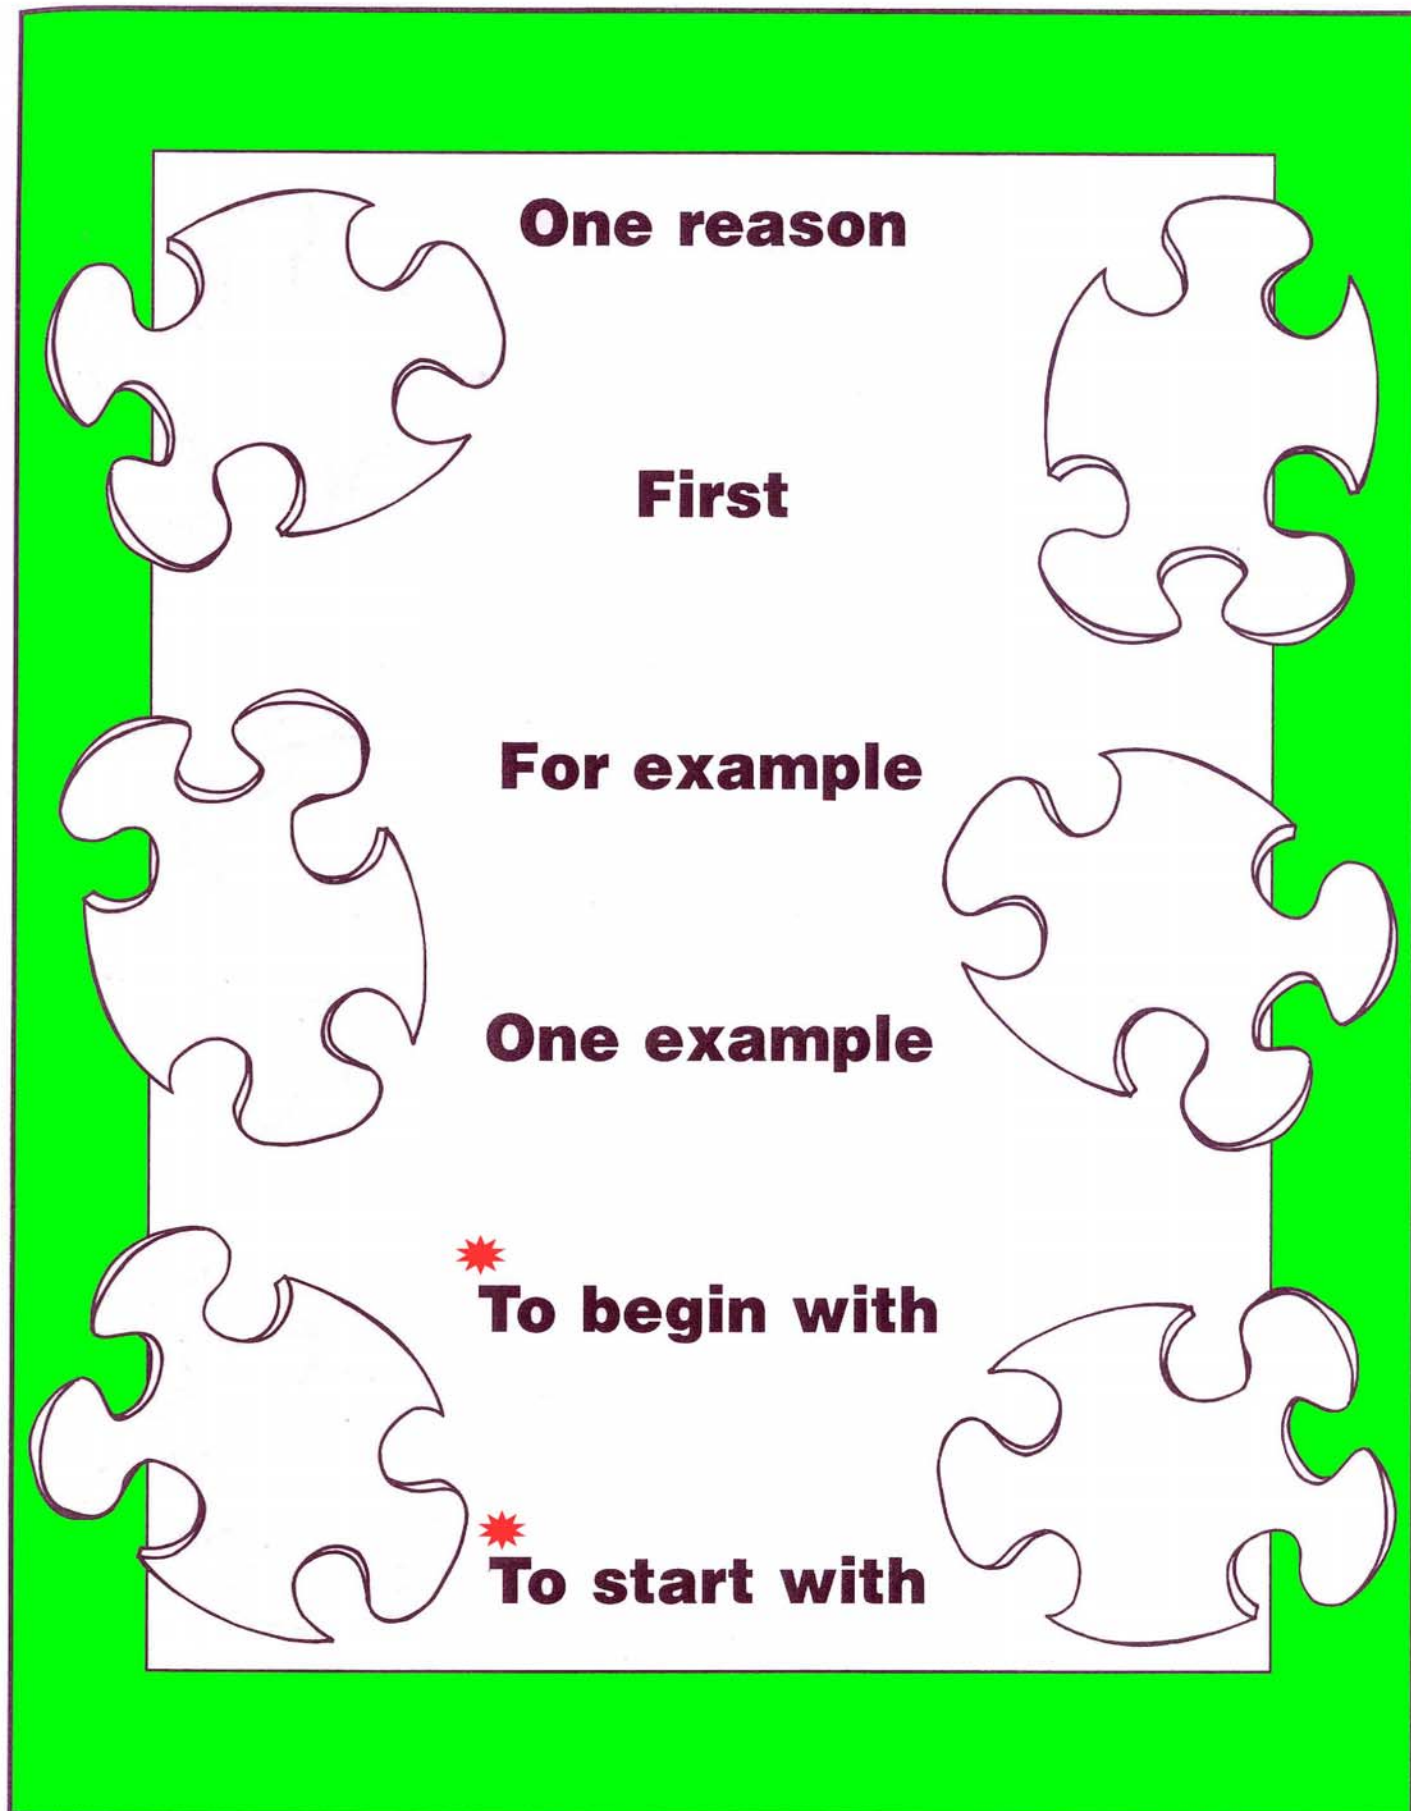 One reason
First
For example
One example
To begin with
To start with